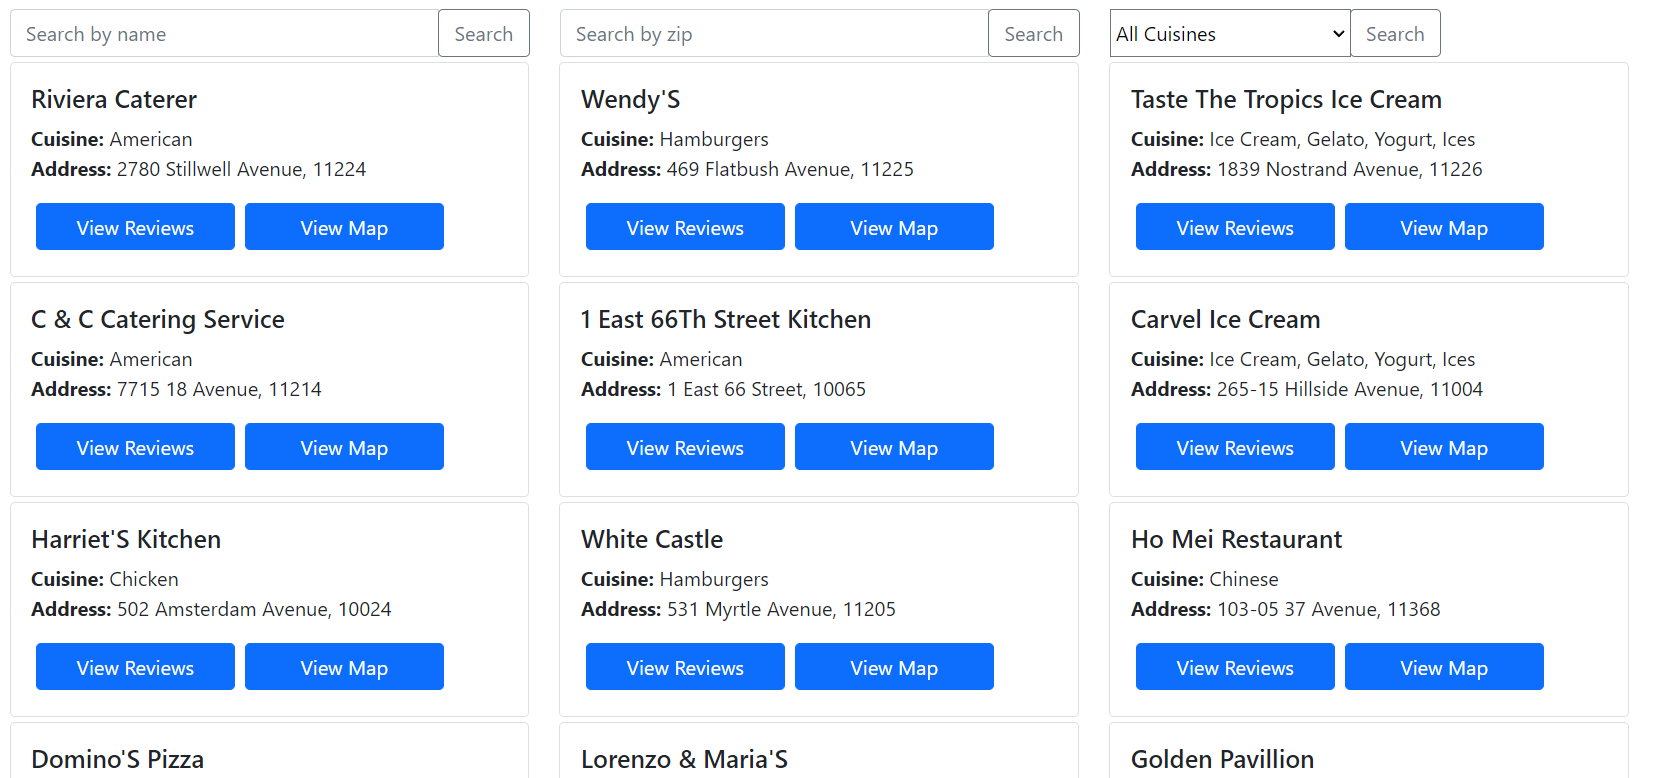 Search by name Search Search by zip Search All Cuisines Search
Riviera Caterer
Cuisine: American
Address: 2780 Stillwell Avenue, 11224
View Reviews View Map
Wendy'S
Cuisine: Hamburgers
Address: 469 Flatbush Avenue, 11225
View Reviews View Map
Taste The Tropics Ice Cream
Cuisine: Ice Cream, Gelato, Yogurt, Ices
Address: 1839 Nostrand Avenue, 11226
View Reviews View Map
C & C Catering Service
Cuisine: American
Address: 7715 18 Avenue, 11214
View Reviews View Map
1 East 66Th Street Kitchen
Cuisine: American
Address: 1 East 66 Street, 10065
View Reviews View Map
Carvel Ice Cream
Cuisine: Ice Cream, Gelato, Yogurt, Ices
Address: 265-15 Hillside Avenue, 11004
View Reviews View Map
Harriet'S Kitchen
Cuisine: Chicken
Address: 502 Amsterdam Avenue, 10024
View Reviews View Map
White Castle
Cuisine: Hamburgers
Address: 531 Myrtle Avenue, 11205
View Reviews View Map
Ho Mei Restaurant
Cuisine: Chinese
Address: 103-05 37 Avenue, 11368
View Reviews View Map
Domino'S Pizza
Lorenzo & Maria'S
Golden Pavillion